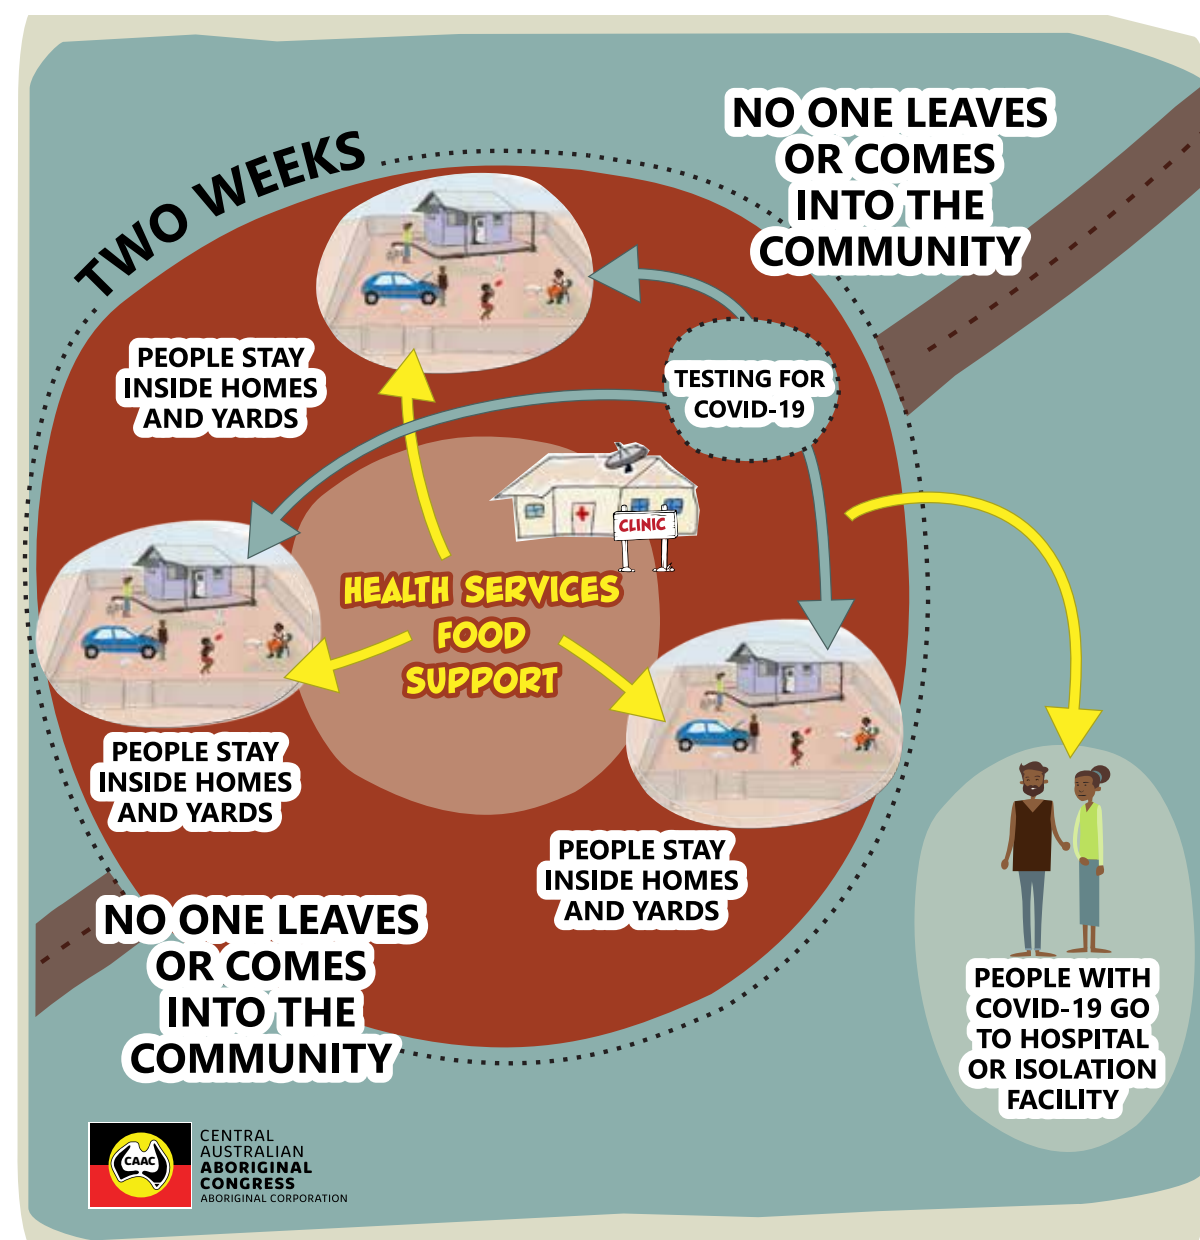 TWO WEEKS
NO ONE LEAVES
OR COMES
INTO THE
COMMUNITY
PEOPLE STAY
INSIDE HOMES
AND YARDS
TESTING FOR
COVID-19
CLINIC
HEALTH SERVICES
FOOD
SUPPORT
PEOPLE STAY
INSIDE HOMES
AND YARDS
PEOPLE STAY
INSIDE HOMES
AND YARDS
NO ONE LEAVES
OR COMES
INTO THE
COMMUNITY
PEOPLE WITH
COVID-19 GO
TO HOSPITAL
OR ISOLATION
FACILITY
CAAC
CENTRAL
AUSTRALIAN
ABORIGINAL
CONGRESS
ABORIGINAL CORPORATION